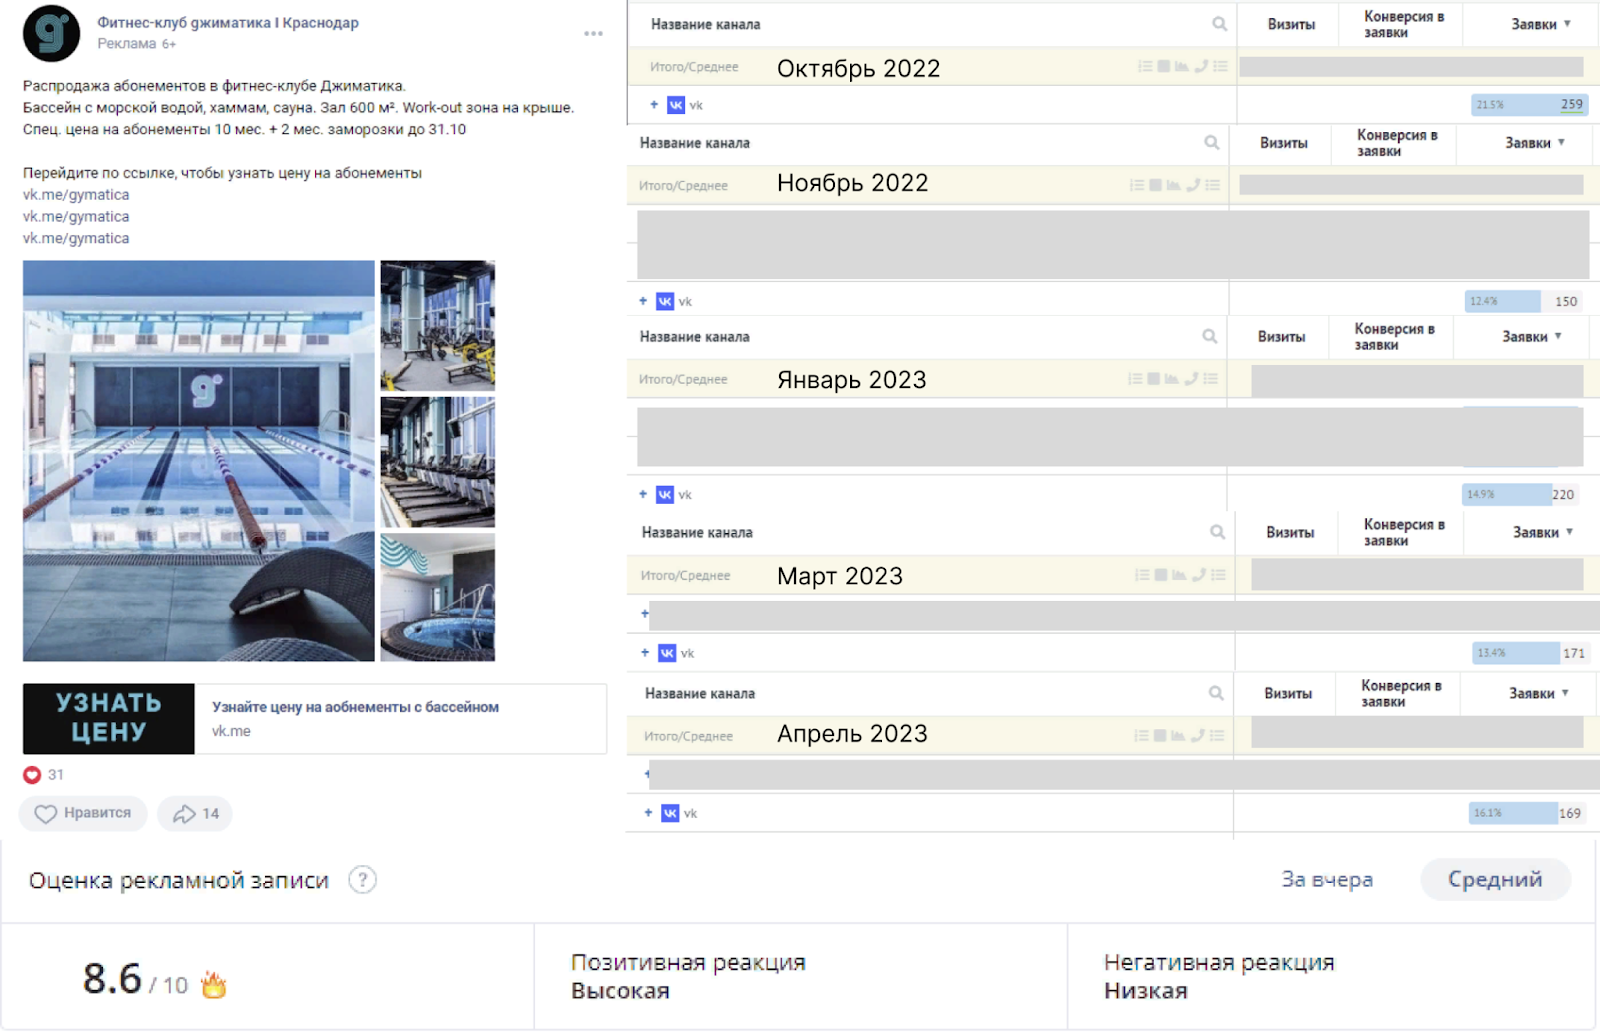 Фитнес-клуб джиматика I Краснодар
Реклама 6+
Распродажа абонементов в фитнес-клубе Джиматика.
Бассейн с морской водой, хаммам, сауна. Зал 600 м². Work-out зона на крыше.
Спец. цена на абонементы 10 мес. + 2 мес. заморозки до 31.10
Перейдите по ссылке, чтобы узнать цену на абонементы
vk.me/gymatica
vk.me/gymatica
vk.me/gymatica
УЗНАТЬ
ЦЕНУ
Узнайте цену на аобнементы с бассейном
vk.me
31
Нравится
14
Название канала
Визиты
Конверсия в
заявки
Заявки
Итого/Среднее
Октябрь 2022
vk
21.5%
259
Название канала
Визиты
Конверсия в
заявки
Заявки
Итого/Среднее
Ноябрь 2022
vk
12.4%
150
Название канала
Визиты
Конверсия в
заявки
Заявки
Итого/Среднее
Январь 2023
vk
14.9%
220
Название канала
Визиты
Конверсия в
заявки
Заявки
Итого/Среднее
Март 2023
vk
13.4%
171
Название канала
Визиты
Конверсия в
заявки
Заявки
Итого/Среднее
Апрель 2023
vk
16.1%
169
Оценка рекламной записи ?
За вчера
Средний
8.6 / 10
Позитивная реакция
Высокая
Негативная реакция
Низкая